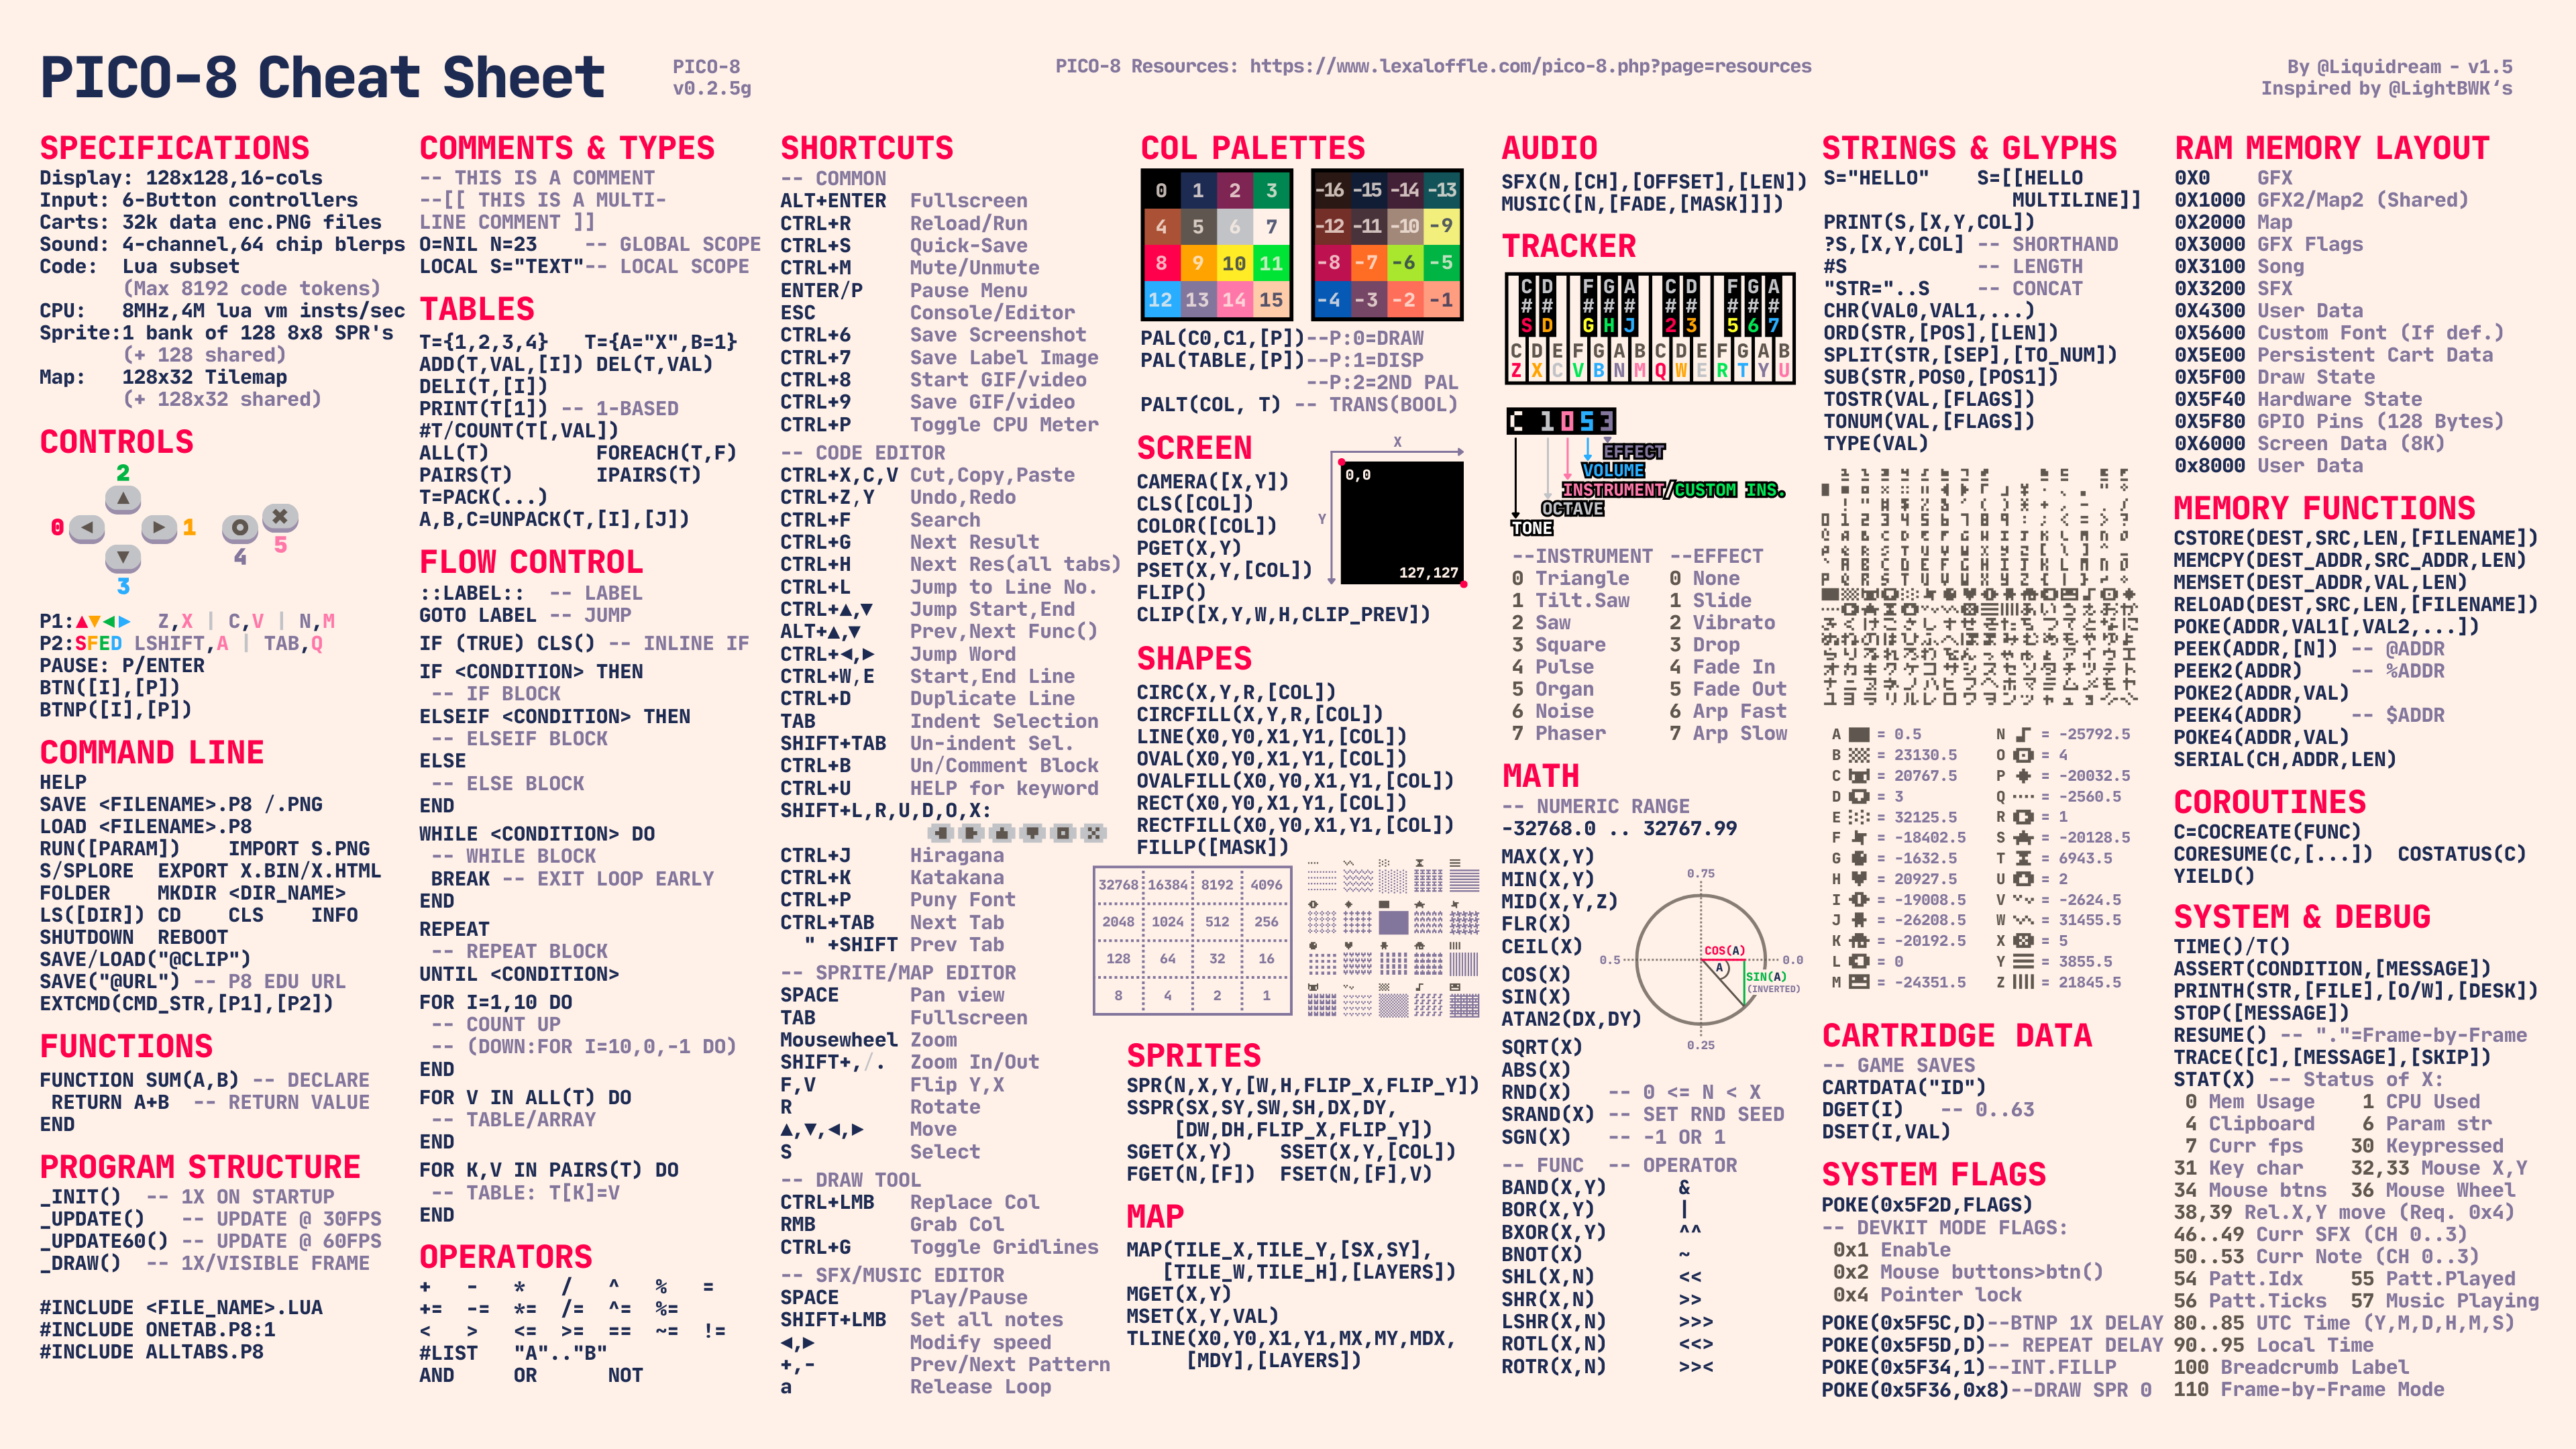 PICO-8 Cheat Sheet
PICO-8
v0.2.5g
PICO-8 Resources: https://www.lexaloffle.com/pico-8.php?page=resources
By @Liquidream - v1.5
Inspired by @LightBWK‘s
SPECIFICATIONS
Display: 128x128,16-cols
Input: 6-Button controllers
Carts: 32k data enc.PNG files
Sound: 4-channel,64 chip blerps
Code: Lua subset
(Max 8192 code tokens)
CPU: 8MHz,4M lua vm insts/sec
Sprite:1 bank of 128 8x8 SPR's
(+ 128 shared)
Map: 128x32 Tilemap
(+ 128x32 shared)
CONTROLS
2
0 1
4 5
3
P1:▲▼◀▶ Z,X | C,V | N,M
P2:SFED LSHIFT,A | TAB,Q
PAUSE: P/ENTER
BTN([I],[P])
BTNP([I],[P])
COMMAND LINE
HELP
SAVE <FILENAME>.P8 /.PNG
LOAD <FILENAME>.P8
RUN([PARAM]) IMPORT S.PNG
S/SPLORE EXPORT X.BIN/X.HTML
FOLDER MKDIR <DIR_NAME>
LS([DIR]) CD CLS INFO
SHUTDOWN REBOOT
SAVE/LOAD("@CLIP")
SAVE("@URL") -- P8 EDU URL
EXTCMD(CMD_STR,[P1],[P2])
FUNCTIONS
FUNCTION SUM(A,B) -- DECLARE
RETURN A+B -- RETURN VALUE
END
PROGRAM STRUCTURE
_INIT() -- 1X ON STARTUP
_UPDATE() -- UPDATE @ 30FPS
_UPDATE60() -- UPDATE @ 60FPS
_DRAW() -- 1X/VISIBLE FRAME
#INCLUDE <FILE_NAME>.LUA
#INCLUDE ONETAB.P8:1
#INCLUDE ALLTABS.P8
COMMENTS & TYPES
-- THIS IS A COMMENT
--[[ THIS IS A MULTI-
LINE COMMENT ]]
O=NIL N=23 -- GLOBAL SCOPE
LOCAL S="TEXT"-- LOCAL SCOPE
TABLES
T={1,2,3,4} T={A="X",B=1}
ADD(T,VAL,[I]) DEL(T,VAL)
DELI(T,[I])
PRINT(T[1]) -- 1-BASED
#T/COUNT(T[,VAL])
ALL(T) FOREACH(T,F)
PAIRS(T) IPAIRS(T)
T=PACK(...)
A,B,C=UNPACK(T,[I],[J])
FLOW CONTROL
::LABEL:: -- LABEL
GOTO LABEL -- JUMP
IF (TRUE) CLS() -- INLINE IF
IF <CONDITION> THEN
-- IF BLOCK
ELSEIF <CONDITION> THEN
-- ELSEIF BLOCK
ELSE
-- ELSE BLOCK
END
WHILE <CONDITION> DO
-- WHILE BLOCK
BREAK -- EXIT LOOP EARLY
END
REPEAT
-- REPEAT BLOCK
UNTIL <CONDITION>
FOR I=1,10 DO
-- COUNT UP
-- (DOWN:FOR I=10,0,-1 DO)
END
FOR V IN ALL(T) DO
-- TABLE/ARRAY
END
FOR K,V IN PAIRS(T) DO
-- TABLE: T[K]=V
END
OPERATORS
+ - * / ^ % =
+= -= *= /= ^= %=
< > <= >= == ~= !=
#LIST "A".."B"
AND OR NOT
SHORTCUTS
-- COMMON
ALT+ENTER Fullscreen
CTRL+R Reload/Run
CTRL+S Quick-Save
CTRL+M Mute/Unmute
ENTER/P Pause Menu
ESC Console/Editor
CTRL+6 Save Screenshot
CTRL+7 Save Label Image
CTRL+8 Start GIF/video
CTRL+9 Save GIF/video
CTRL+P Toggle CPU Meter
-- CODE EDITOR
CTRL+X,C,V Cut,Copy,Paste
CTRL+Z,Y Undo,Redo
CTRL+F Search
CTRL+G Next Result
CTRL+H Next Res(all tabs)
CTRL+L Jump to Line No.
CTRL+▲,▼ Jump Start,End
ALT+▲,▼ Prev,Next Func()
CTRL+◀,▶ Jump Word
CTRL+W,E Start,End Line
CTRL+D Duplicate Line
TAB Indent Selection
SHIFT+TAB Un-indent Sel.
CTRL+B Un/Comment Block
CTRL+U HELP for keyword
SHIFT+L,R,U,D,O,X:
CTRL+J Hiragana
CTRL+K Katakana
CTRL+P Puny Font
CTRL+TAB Next Tab
" +SHIFT Prev Tab
-- SPRITE/MAP EDITOR
SPACE Pan view
TAB Fullscreen
Mousewheel Zoom
SHIFT+,/. Zoom In/Out
F,V Flip Y,X
R Rotate
▲,▼,◀,▶ Move
S Select
-- DRAW TOOL
CTRL+LMB Replace Col
RMB Grab Col
CTRL+G Toggle Gridlines
-- SFX/MUSIC EDITOR
SPACE Play/Pause
SHIFT+LMB Set all notes
◀,▶ Modify speed
+,- Prev/Next Pattern
a Release Loop
COL PALETTES
0 1 2 3 -16 -15 -14 -13
4 5 6 7 -12 -11 -10 -9
8 9 10 11 -8 -7 -6 -5
12 13 14 15 -4 -3 -2 -1
PAL(C0,C1,[P])--P:0=DRAW
PAL(TABLE,[P])--P:1=DISP
--P:2=2ND PAL
PALT(COL, T) -- TRANS(BOOL)
SCREEN
X
Y
0,0
127,127
CAMERA([X,Y])
CLS([COL])
COLOR([COL])
PGET(X,Y)
PSET(X,Y,[COL])
FLIP()
CLIP([X,Y,W,H,CLIP_PREV])
SHAPES
CIRC(X,Y,R,[COL])
CIRCFILL(X,Y,R,[COL])
LINE(X0,Y0,X1,Y1,[COL])
OVAL(X0,Y0,X1,Y1,[COL])
OVALFILL(X0,Y0,X1,Y1,[COL])
RECT(X0,Y0,X1,Y1,[COL])
RECTFILL(X0,Y0,X1,Y1,[COL])
FILLP([MASK])
32768 16384 8192 4096
2048 1024 512 256
128 64 32 16
8 4 2 1
SPRITES
SPR(N,X,Y,[W,H,FLIP_X,FLIP_Y])
SSPR(SX,SY,SW,SH,DX,DY,
[DW,DH,FLIP_X,FLIP_Y])
SGET(X,Y) SSET(X,Y,[COL])
FGET(N,[F]) FSET(N,[F],V)
MAP
MAP(TILE_X,TILE_Y,[SX,SY],
[TILE_W,TILE_H],[LAYERS])
MGET(X,Y)
MSET(X,Y,VAL)
TLINE(X0,Y0,X1,Y1,MX,MY,MDX,
[MDY],[LAYERS])
AUDIO
SFX(N,[CH],[OFFSET],[LEN])
MUSIC([N,[FADE,[MASK]]])
TRACKER
C# D# F# G# A# C# D# F# G# A#
S D G H J 2 3 5 6 7
C D E F G A B C D E F G A B
Z X C V B N M Q W E R T Y U
C 1053
EFFECT
VOLUME
INSTRUMENT/CUSTOM INS.
OCTAVE
TONE
--INSTRUMENT --EFFECT
0 Triangle 0 None
1 Tilt.Saw 1 Slide
2 Saw 2 Vibrato
3 Square 3 Drop
4 Pulse 4 Fade In
5 Organ 5 Fade Out
6 Noise 6 Arp Fast
7 Phaser 7 Arp Slow
MATH
-- NUMERIC RANGE
-32768.0 .. 32767.99
MAX(X,Y)
MIN(X,Y)
MID(X,Y,Z)
FLR(X)
CEIL(X)
COS(X)
SIN(X)
ATAN2(DX,DY)
0.75
0.5
0.0
COS(A)
A
SIN(A)
(INVERTED)
0.25
SQRT(X)
ABS(X)
RND(X) -- 0 <= N < X
SRAND(X) -- SET RND SEED
SGN(X) -- -1 OR 1
-- FUNC -- OPERATOR
BAND(X,Y) &
BOR(X,Y) |
BXOR(X,Y) ^^
BNOT(X) ~
SHL(X,N) <<
SHR(X,N) >>
LSHR(X,N) >>>
ROTL(X,N) <<>
ROTR(X,N) >><
STRINGS & GLYPHS
S="HELLO" S=[[HELLO
MULTILINE]]
PRINT(S,[X,Y,COL])
?S,[X,Y,COL] -- SHORTHAND
#S -- LENGTH
"STR="..S -- CONCAT
CHR(VAL0,VAL1,...)
ORD(STR,[POS],[LEN])
SPLIT(STR,[SEP],[TO_NUM])
SUB(STR,POS0,[POS1])
TOSTR(VAL,[FLAGS])
TONUM(VAL,[FLAGS])
TYPE(VAL)
A = 0.5 N = -25792.5
B = 23130.5 O = 4
C = 20767.5 P = -20032.5
D = 3 Q = -2560.5
E = 32125.5 R = 1
F = -18402.5 S = -20128.5
G = -1632.5 T = 6943.5
H = 20927.5 U = 2
I = -19008.5 V = -2624.5
J = -26208.5 W = 31455.5
K = -20192.5 X = 5
L = 0 Y = 3855.5
M = -24351.5 Z = 21845.5
CARTRIDGE DATA
-- GAME SAVES
CARTDATA("ID")
DGET(I) -- 0..63
DSET(I,VAL)
SYSTEM FLAGS
POKE(0x5F2D,FLAGS)
-- DEVKIT MODE FLAGS:
0x1 Enable
0x2 Mouse buttons>btn()
0x4 Pointer lock
POKE(0x5F5C,D)--BTNP 1X DELAY
POKE(0x5F5D,D)-- REPEAT DELAY
POKE(0x5F34,1)--INT.FILLP
POKE(0x5F36,0x8)--DRAW SPR 0
RAM MEMORY LAYOUT
0X0 GFX
0X1000 GFX2/Map2 (Shared)
0X2000 Map
0X3000 GFX Flags
0X3100 Song
0X3200 SFX
0X4300 User Data
0X5600 Custom Font (If def.)
0X5E00 Persistent Cart Data
0X5F00 Draw State
0X5F40 Hardware State
0X5F80 GPIO Pins (128 Bytes)
0X6000 Screen Data (8K)
0x8000 User Data
MEMORY FUNCTIONS
CSTORE(DEST,SRC,LEN,[FILENAME])
MEMCPY(DEST_ADDR,SRC_ADDR,LEN)
MEMSET(DEST_ADDR,VAL,LEN)
RELOAD(DEST,SRC,LEN,[FILENAME])
POKE(ADDR,VAL1[,VAL2,...])
PEEK(ADDR,[N]) -- @ADDR
PEEK2(ADDR) -- %ADDR
POKE2(ADDR,VAL)
PEEK4(ADDR) -- $ADDR
POKE4(ADDR,VAL)
SERIAL(CH,ADDR,LEN)
COROUTINES
C=COCREATE(FUNC)
CORESUME(C,[...]) COSTATUS(C)
YIELD()
SYSTEM & DEBUG
TIME()/T()
ASSERT(CONDITION,[MESSAGE])
PRINTH(STR,[FILE],[O/W],[DESK])
STOP([MESSAGE])
RESUME() -- "."=Frame-by-Frame
TRACE([C],[MESSAGE],[SKIP])
STAT(X) -- Status of X:
0 Mem Usage 1 CPU Used
4 Clipboard 6 Param str
7 Curr fps 30 Keypressed
31 Key char 32,33 Mouse X,Y
34 Mouse btns 36 Mouse Wheel
38,39 Rel.X,Y move (Req. 0x4)
46..49 Curr SFX (CH 0..3)
50..53 Curr Note (CH 0..3)
54 Patt.Idx 55 Patt.Played
56 Patt.Ticks 57 Music Playing
80..85 UTC Time (Y,M,D,H,M,S)
90..95 Local Time
100 Breadcrumb Label
110 Frame-by-Frame Mode